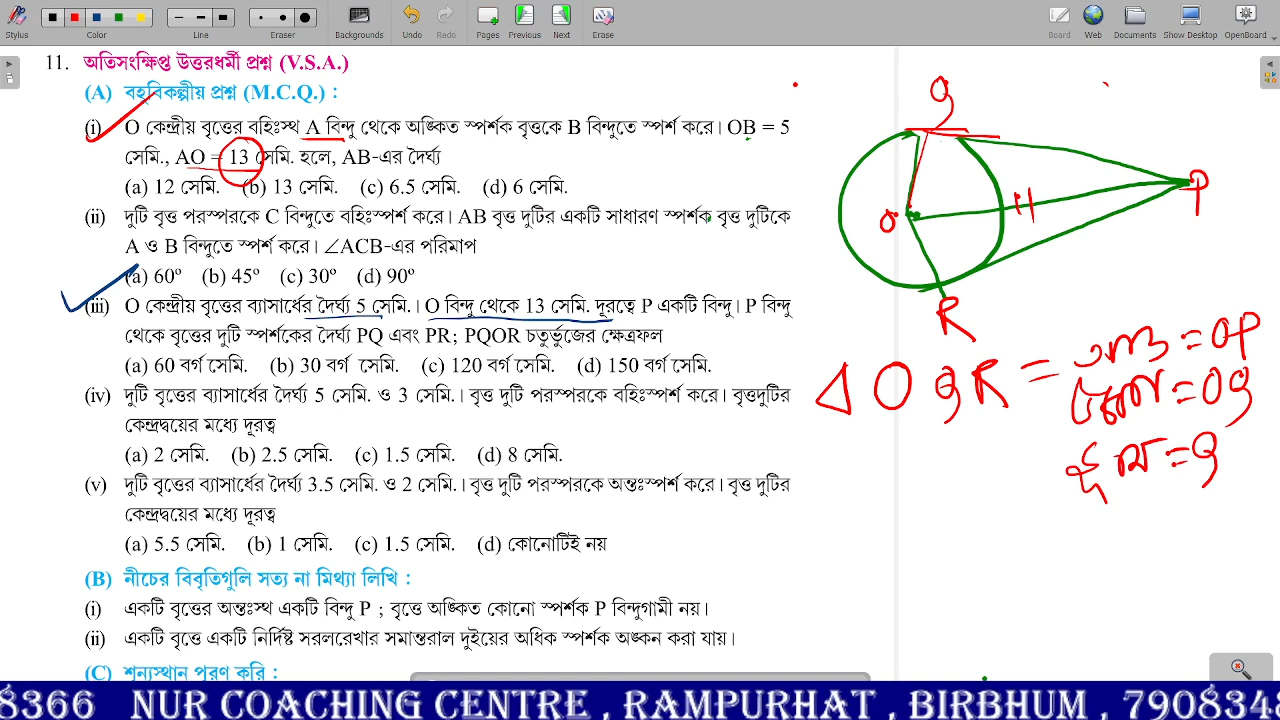 Stylus Color Line Eraser Backgrounds Undo Redo Pages Previous Next Erase Board Web Documents Show Desktop OpenBoard
11. অতিসংক্ষিপ্ত উত্তরধর্মী প্রশ্ন (V.S.A.)
(A) বহুবিকল্পীয় প্রশ্ন (M.C.Q.) :
(i) O কেন্দ্রীয় বৃত্তের বহিঃস্থ A বিন্দু থেকে অঙ্কিত স্পর্শক বৃত্তকে B বিন্দুতে স্পর্শ করে। OB = 5
সেমি., AO = 13 সেমি. হলে, AB-এর দৈর্ঘ্য
(a) 12 সেমি. (b) 13 সেমি. (c) 6.5 সেমি. (d) 6 সেমি.
(ii) দুটি বৃত্ত পরস্পরকে C বিন্দুতে বহিঃস্পর্শ করে। AB বৃত্ত দুটির একটি সাধারণ স্পর্শক বৃত্ত দুটিকে
A ও B বিন্দুতে স্পর্শ করে। ∠ACB-এর পরিমাপ
(a) 60° (b) 45° (c) 30° (d) 90°
(iii) O কেন্দ্রীয় বৃত্তের ব্যাসার্ধের দৈর্ঘ্য 5 সেমি.। O বিন্দু থেকে 13 সেমি. দূরত্বে P একটি বিন্দু। P বিন্দু
থেকে বৃত্তের দুটি স্পর্শকের দৈর্ঘ্য PQ এবং PR; PQOR চতুর্ভুজের ক্ষেত্রফল
(a) 60 বর্গ সেমি. (b) 30 বর্গ সেমি. (c) 120 বর্গ সেমি. (d) 150 বর্গ সেমি.
(iv) দুটি বৃত্তের ব্যাসার্ধের দৈর্ঘ্য 5 সেমি. ও 3 সেমি.। বৃত্ত দুটি পরস্পরকে বহিঃস্পর্শ করে। বৃত্তদুটির
কেন্দ্রদ্বয়ের মধ্যে দূরত্ব
(a) 2 সেমি. (b) 2.5 সেমি. (c) 1.5 সেমি. (d) 8 সেমি.
(v) দুটি বৃত্তের ব্যাসার্ধের দৈর্ঘ্য 3.5 সেমি. ও 2 সেমি.। বৃত্ত দুটি পরস্পরকে অন্তঃস্পর্শ করে। বৃত্ত দুটির
কেন্দ্রদ্বয়ের মধ্যে দূরত্ব
(a) 5.5 সেমি. (b) 1 সেমি. (c) 1.5 সেমি. (d) কোনোটিই নয়
(B) নীচের বিবৃতিগুলি সত্য না মিথ্যা লিখি :
(i) একটি বৃত্তের অন্তঃস্থ একটি বিন্দু P ; বৃত্তে অঙ্কিত কোনো স্পর্শক P বিন্দুগামী নয়।
(ii) একটি বৃত্তে একটি নির্দিষ্ট সরলরেখার সমান্তরাল দুইয়ের অধিক স্পর্শক অঙ্কন করা যায়।
(C) শূন্যস্থান পূরণ করি :
Q
O
P
R
Δ O Q R =
= OP
= OQ
8366 NUR COACHING CENTRE , RAMPURHAT , BIRBHUM , 790834